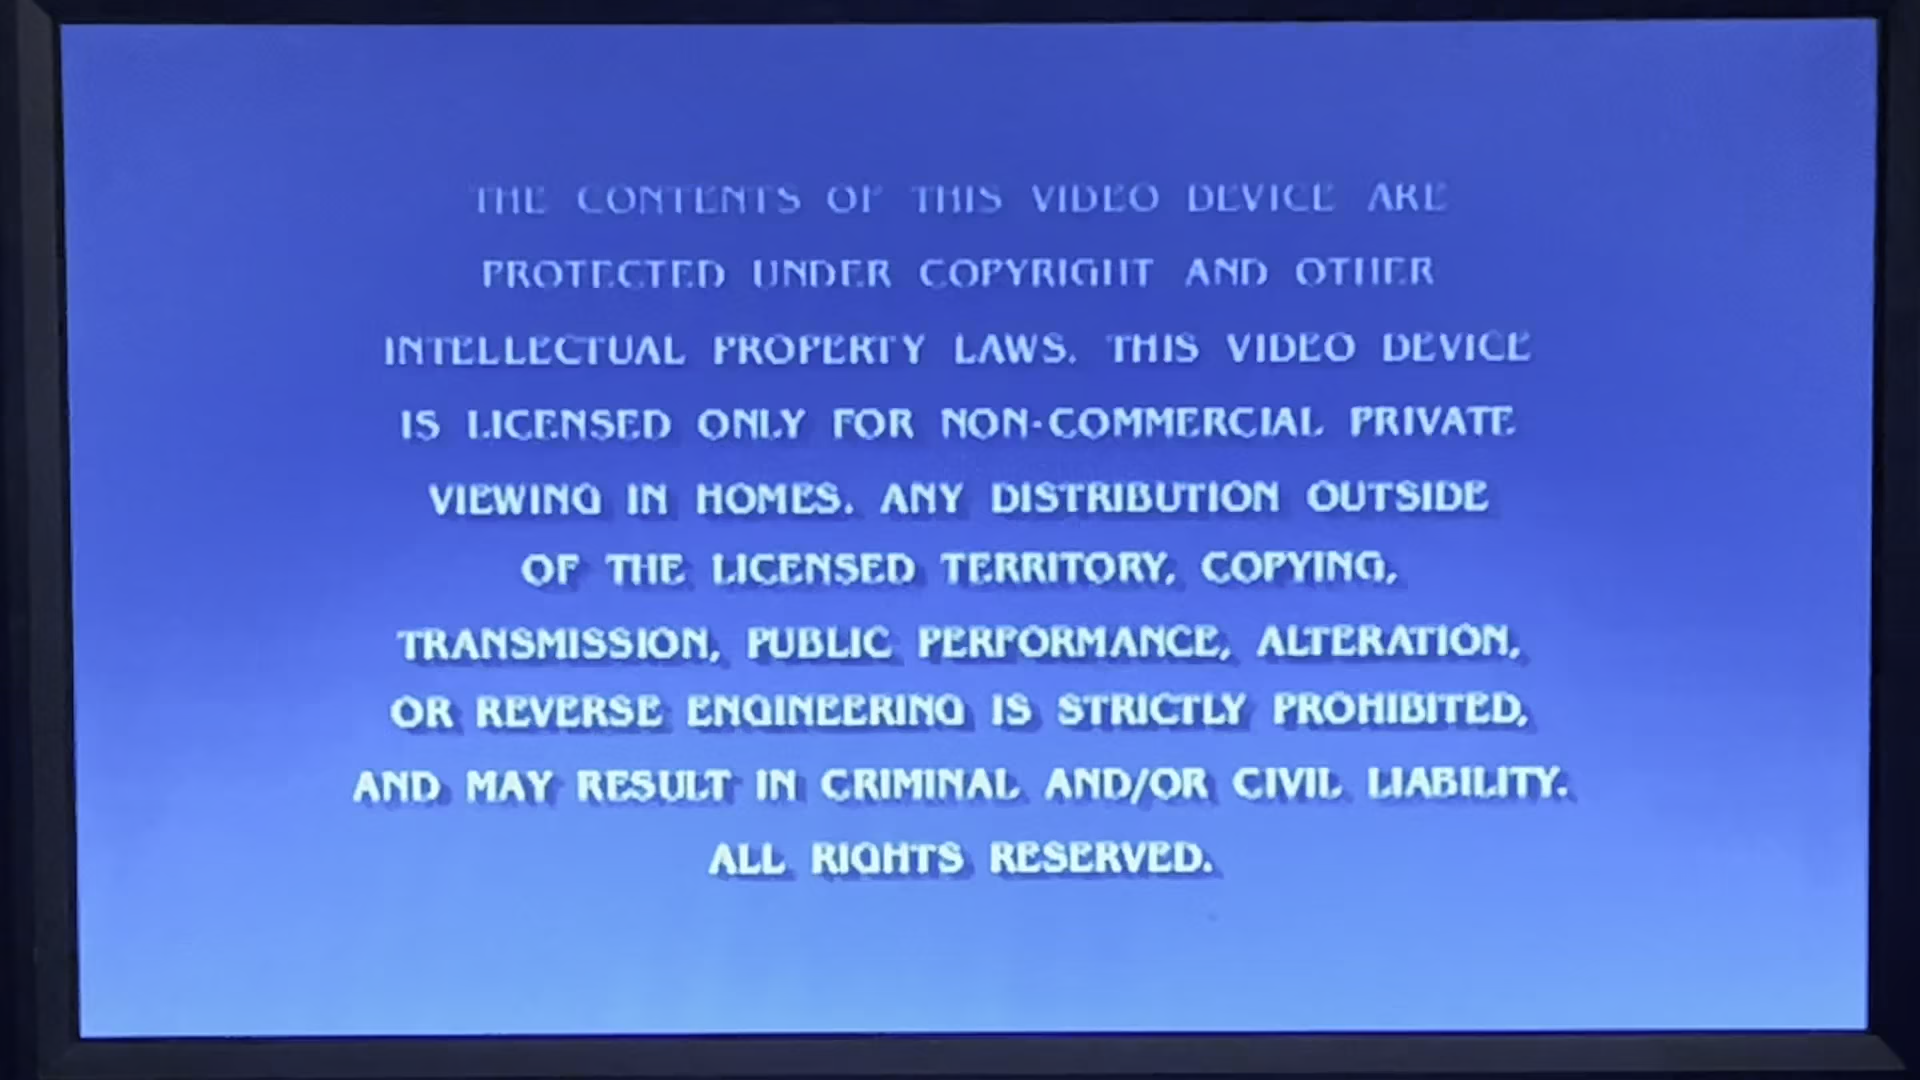 THE CONTENTS OF THIS VIDEO DEVICE ARE
PROTECTED UNDER COPYRIGHT AND OTHER
INTELLECTUAL PROPERTY LAWS. THIS VIDEO DEVICE
IS LICENSED ONLY FOR NON-COMMERCIAL PRIVATE
VIEWING IN HOMES. ANY DISTRIBUTION OUTSIDE
OF THE LICENSED TERRITORY, COPYING,
TRANSMISSION, PUBLIC PERFORMANCE, ALTERATION,
OR REVERSE ENGINEERING IS STRICTLY PROHIBITED,
AND MAY RESULT IN CRIMINAL AND/OR CIVIL LIABILITY.
ALL RIGHTS RESERVED.